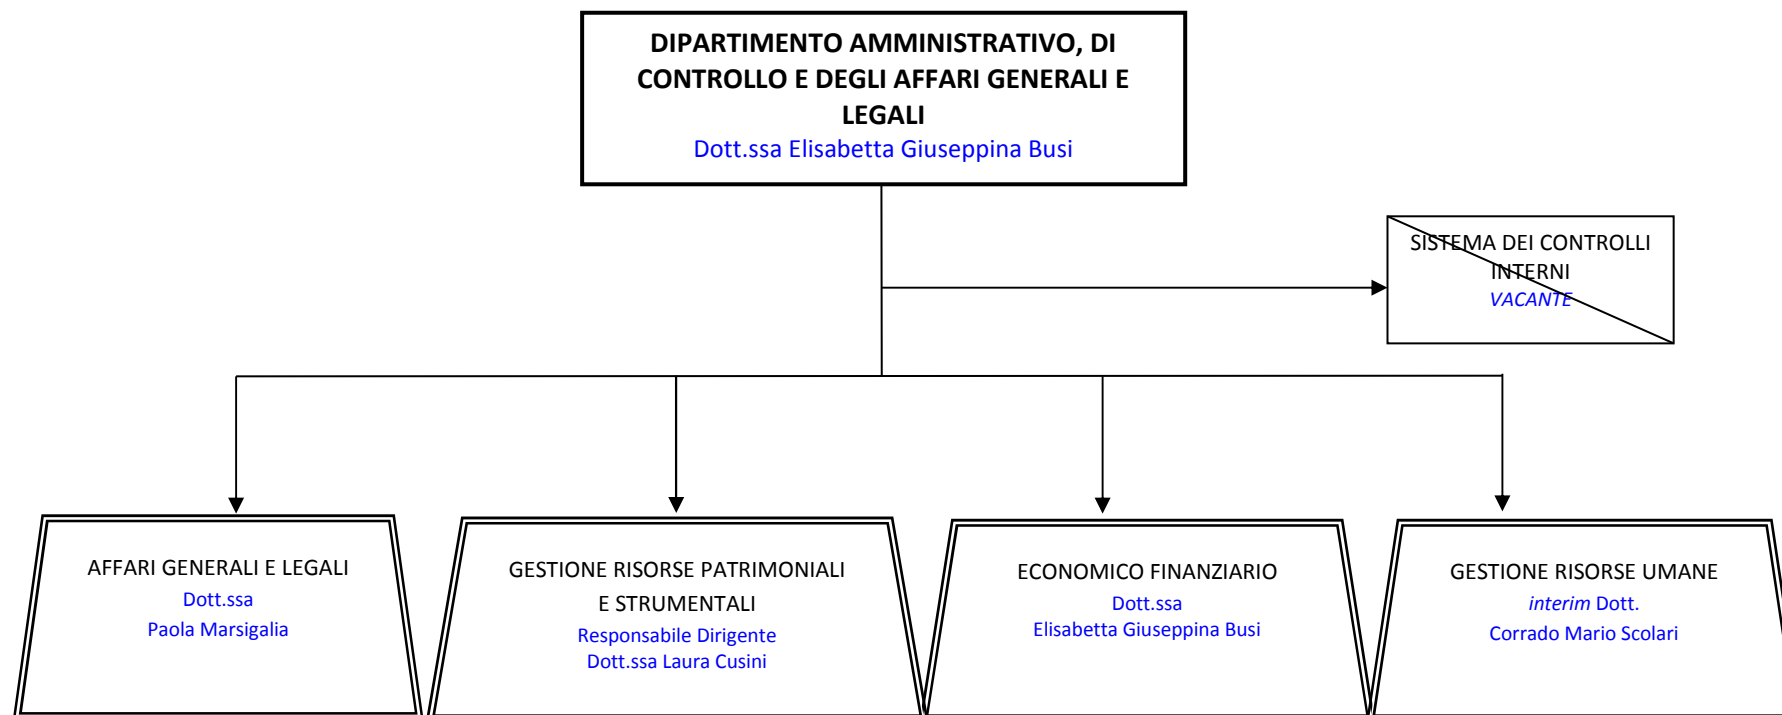 DIPARTIMENTO AMMINISTRATIVO, DI
CONTROLLO E DEGLI AFFARI GENERALI E
LEGALI
Dott.ssa Elisabetta Giuseppina Busi
SISTEMA DEI CONTROLLI
INTERNI
VACANTE
AFFARI GENERALI E LEGALI
Dott.ssa
Paola Marsigalia
GESTIONE RISORSE PATRIMONIALI
E STRUMENTALI
Responsabile Dirigente
Dott.ssa Laura Cusini
ECONOMICO FINANZIARIO
Dott.ssa
Elisabetta Giuseppina Busi
GESTIONE RISORSE UMANE
interim Dott.
Corrado Mario Scolari